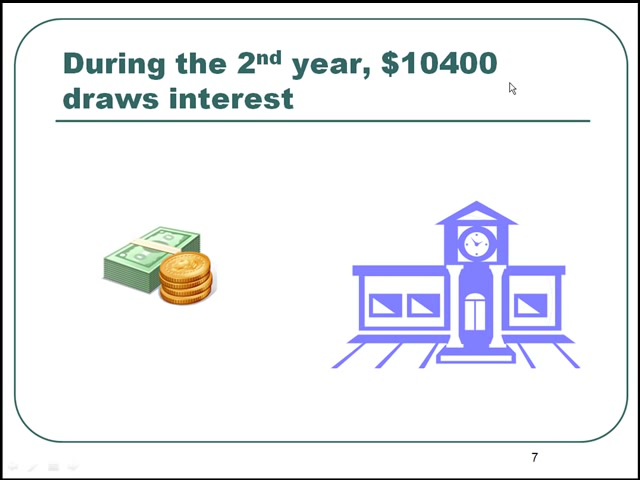 During the 2nd year, $10400
draws interest
7